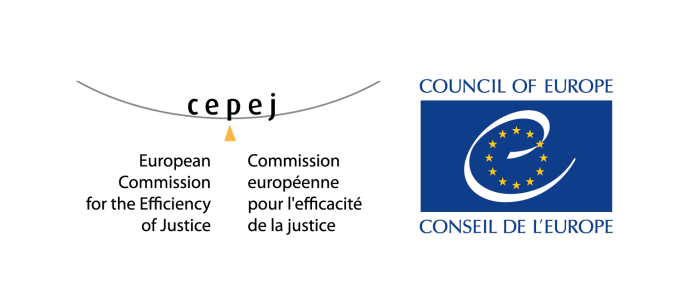 cepej
European
Commission
for the Efficiency
of Justice
Commission
européenne
pour l'efficacité
de la justice
COUNCIL OF EUROPE
CONSEIL DE L'EUROPE